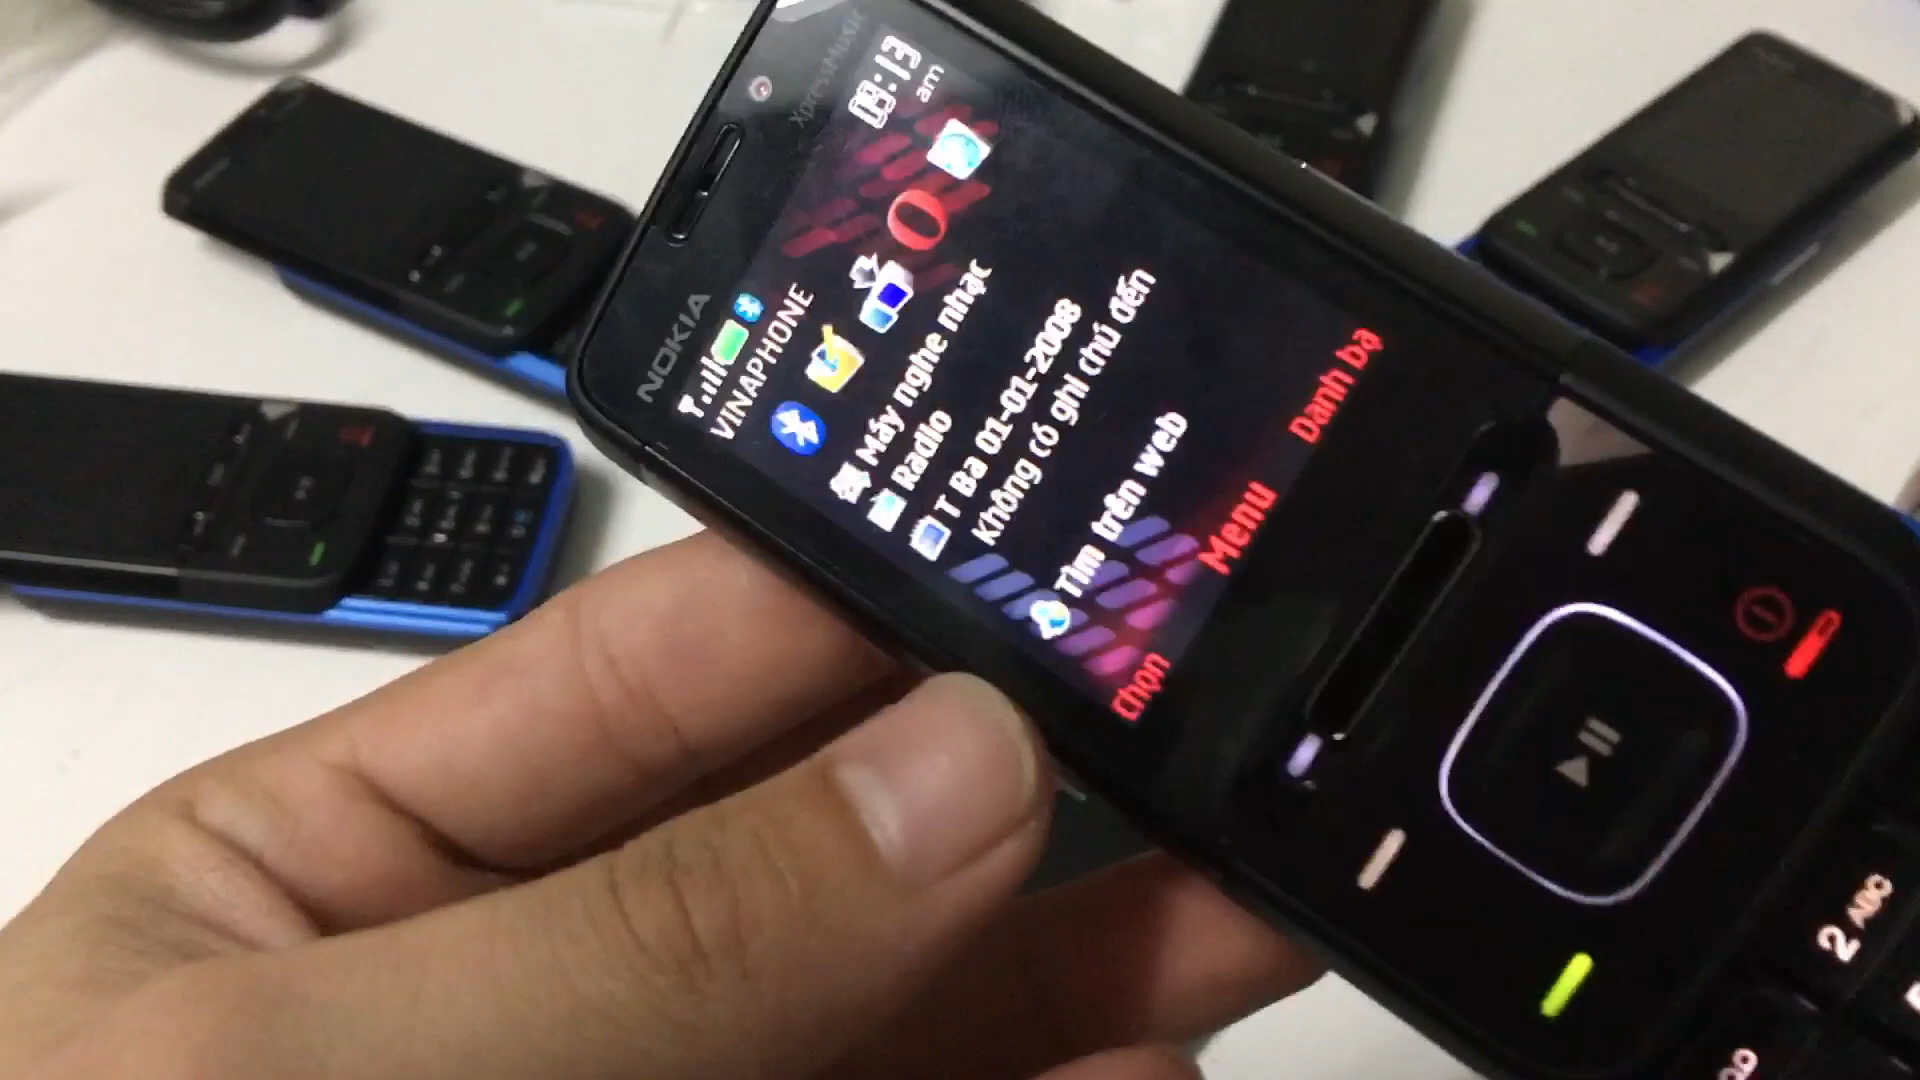 NOKIA
XpressMusic
VINAPHONE
09:13
am
Máy nghe nhạc
Radio
T Ba 01-01-2008
Không có ghi chú đến
Tìm trên web
Chọn
Menu
Danh bạ
2 ABC